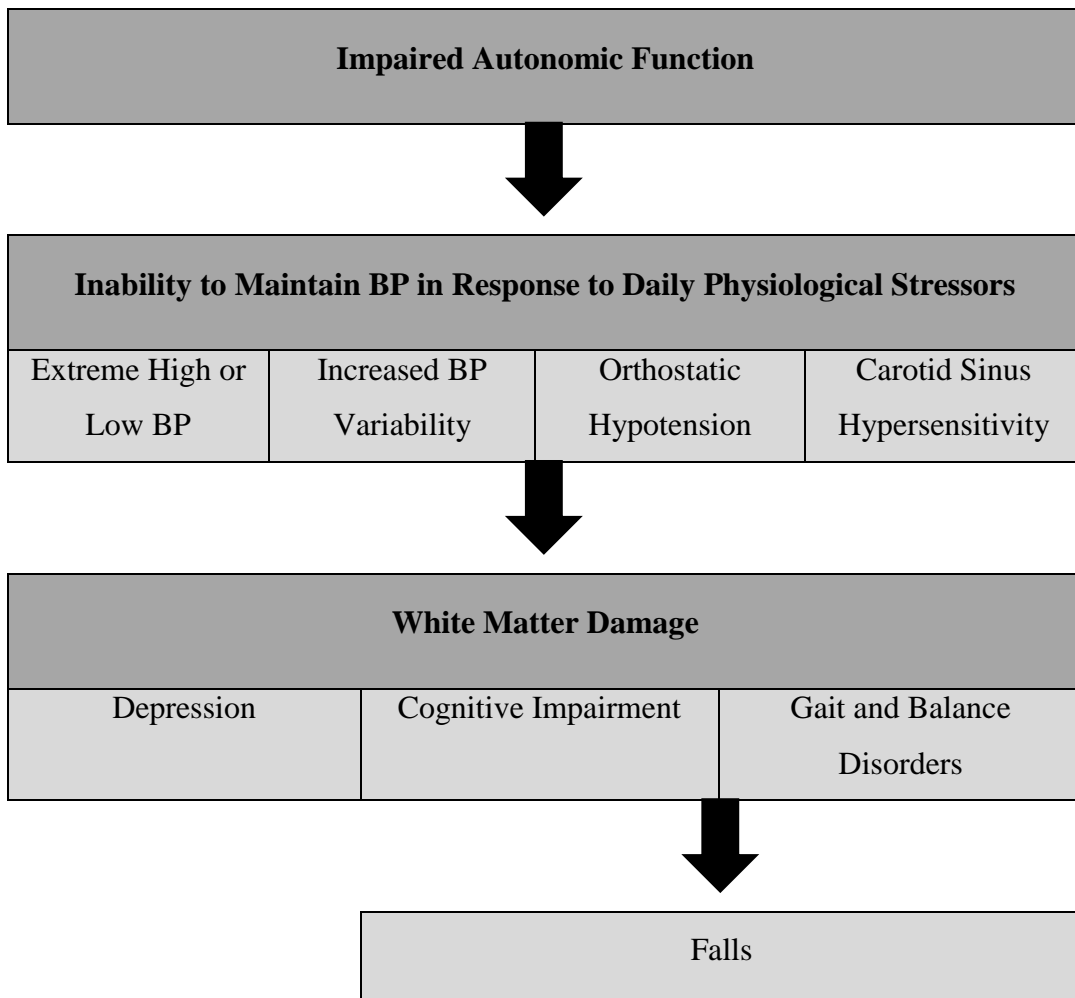 Impaired Autonomic Function
Inability to Maintain BP in Response to Daily Physiological Stressors
Extreme High or
Low BP
Increased BP
Variability
Orthostatic
Hypotension
Carotid Sinus
Hypersensitivity
White Matter Damage
Depression
Cognitive Impairment
Gait and Balance
Disorders
Falls